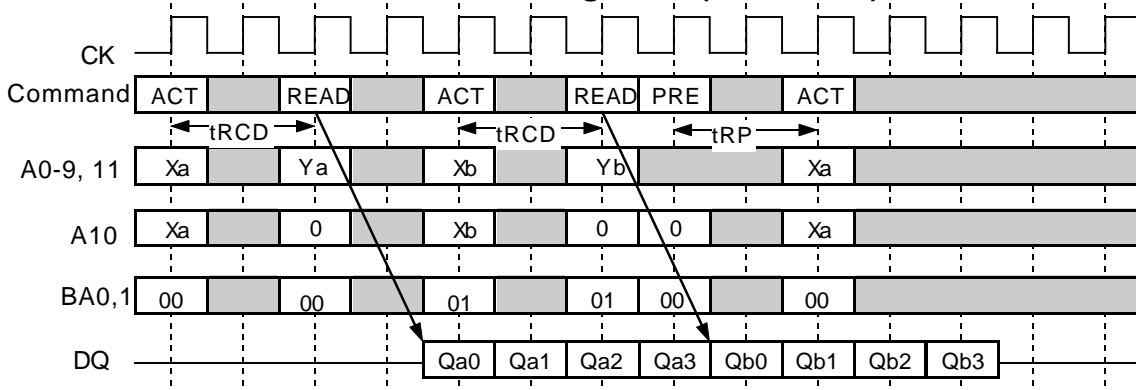 CK
Command ACT READ ACT READ PRE ACT
tRCD tRCD tRP
A0-9, 11 Xa Ya Xb Yb Xa
A10 Xa 0 Xb 0 0 Xa
BA0,1 00 00 01 01 00 00
DQ Qa0 Qa1 Qa2 Qa3 Qb0 Qb1 Qb2 Qb3